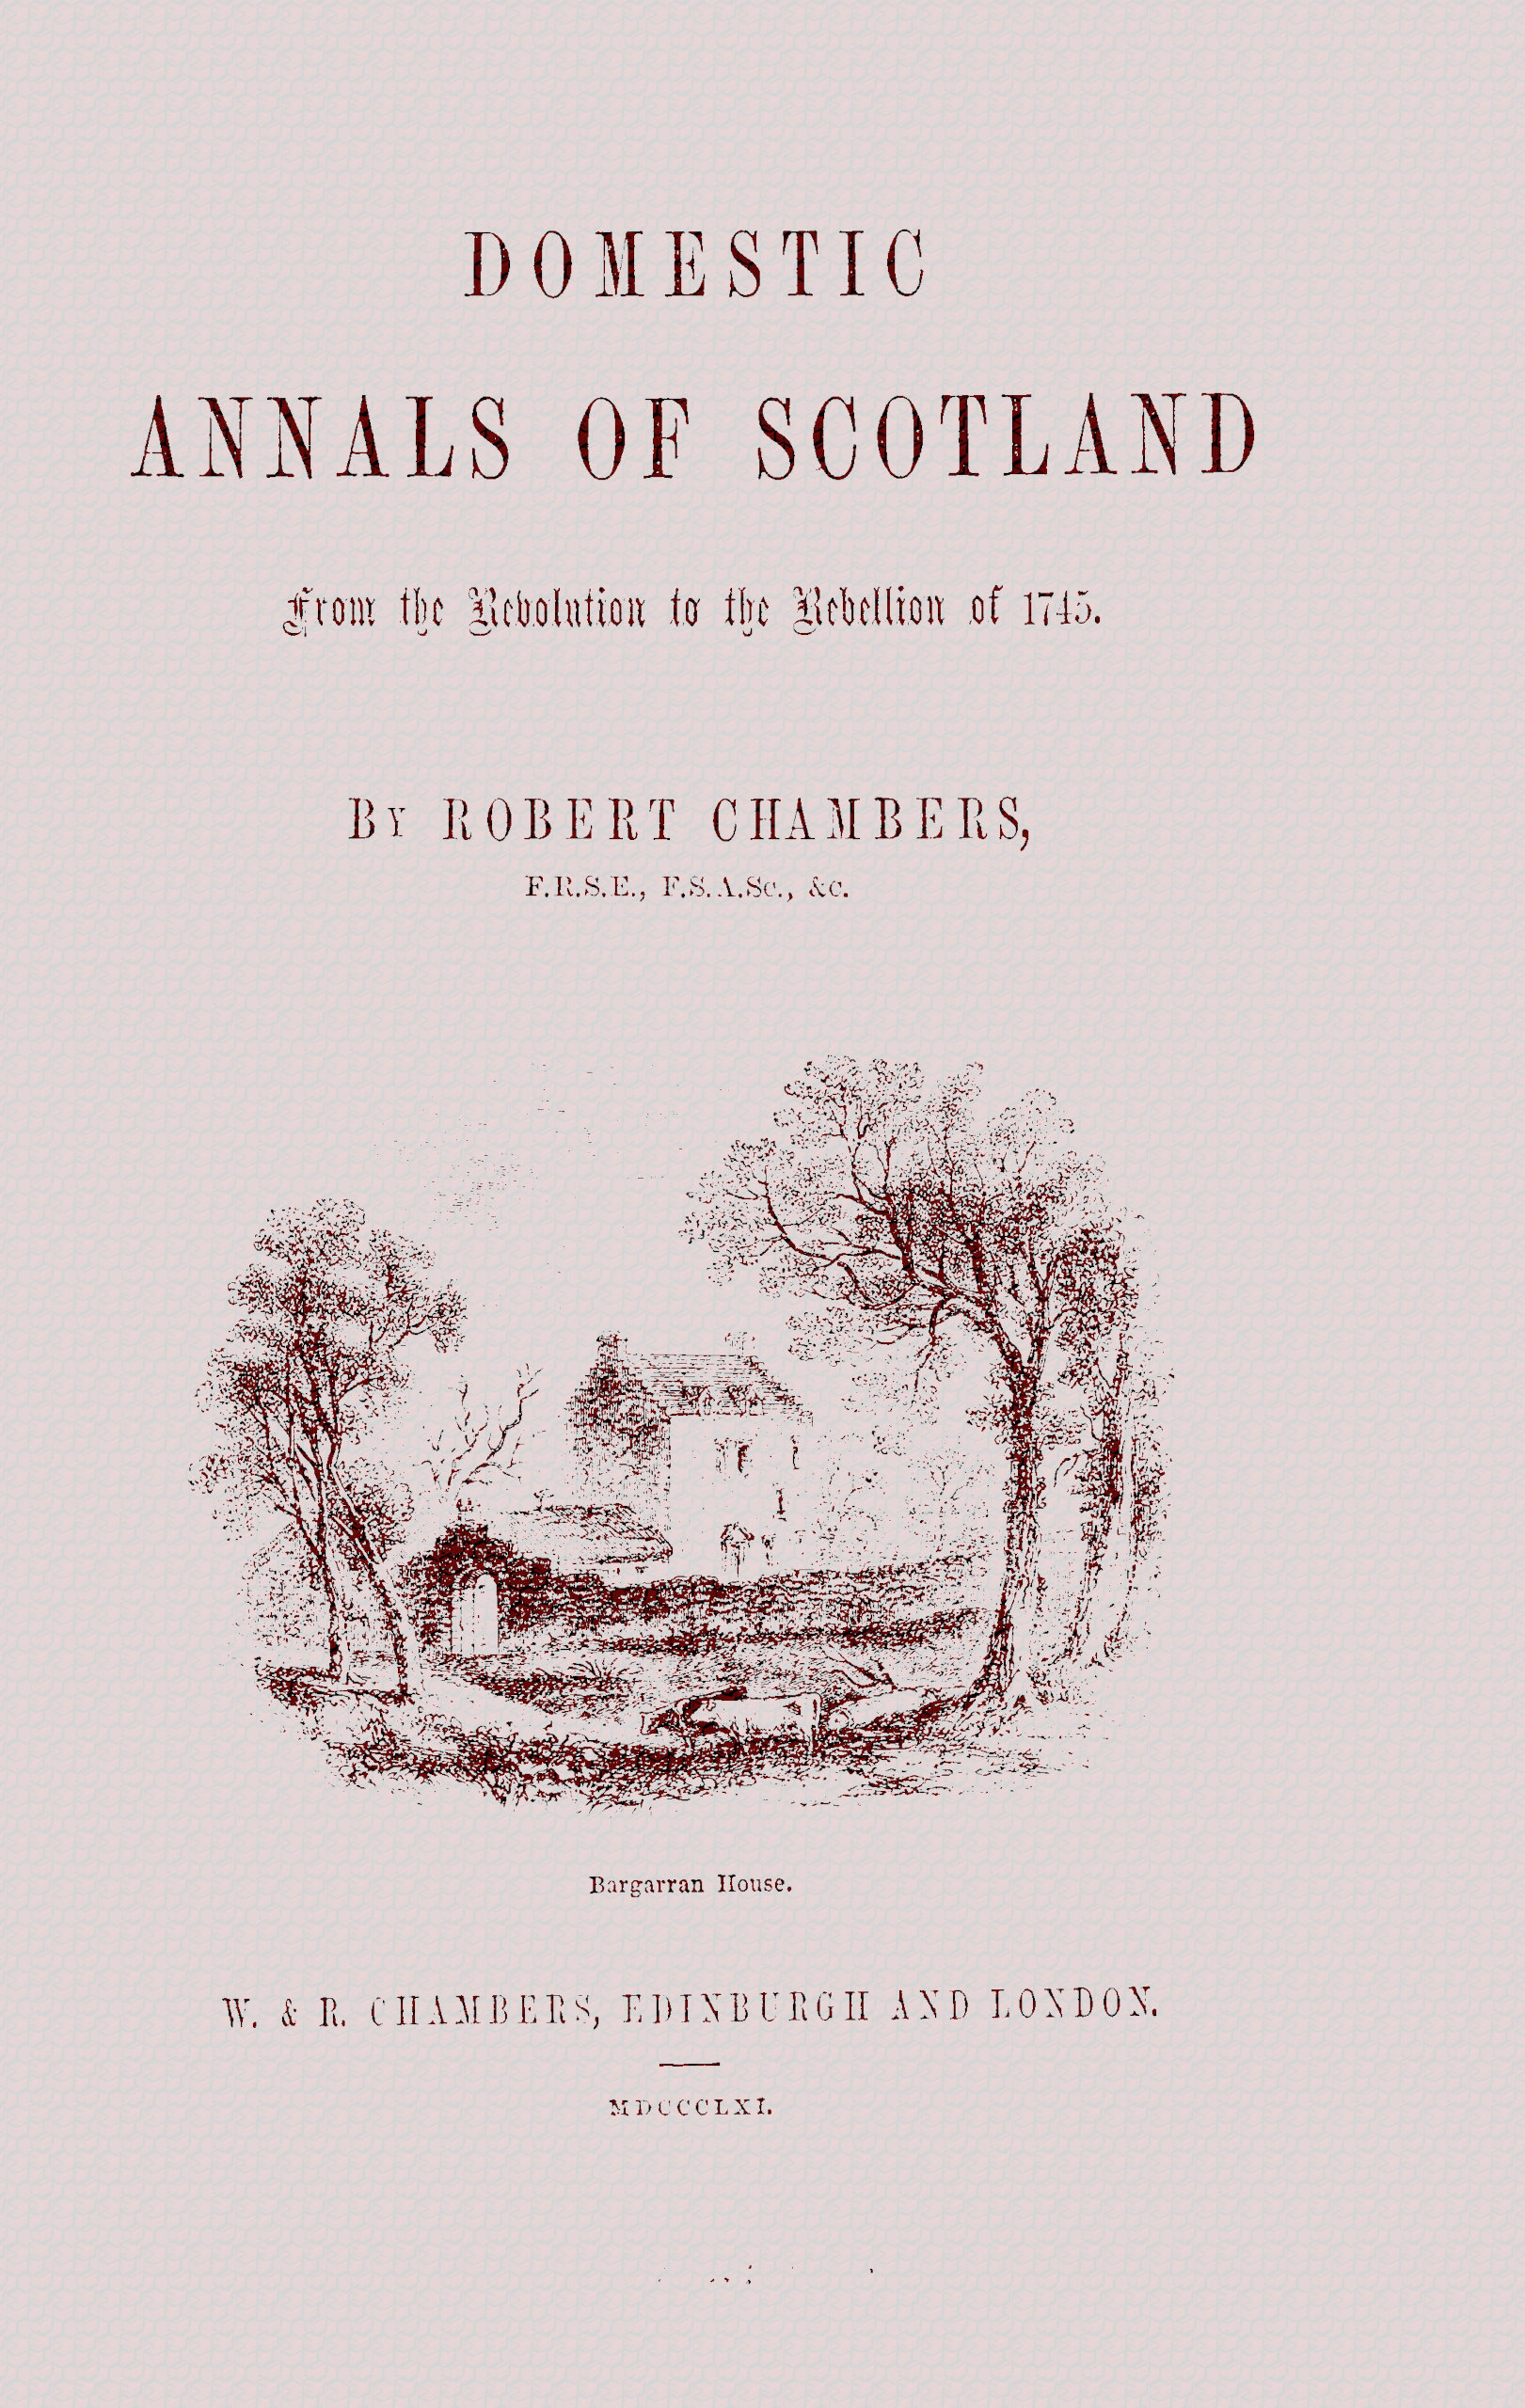 DOMESTIC
ANNALS OF SCOTLAND
From the Revolution to the Rebellion of 1745.
BY ROBERT CHAMBERS,
F.R.S.E., F.S.A.Sc., &c.
Bargarran House.
W. & R. CHAMBERS, EDINBURGH AND LONDON.
MDCCCLXI.